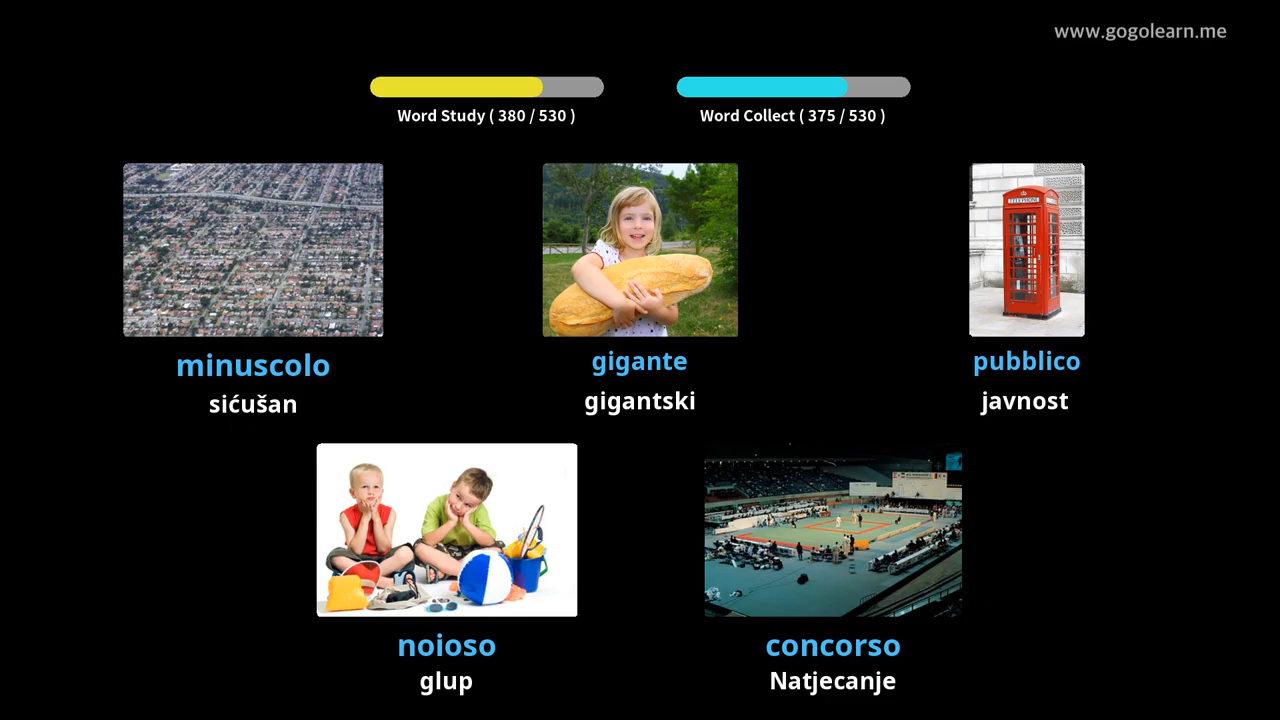 www.gogolearn.me
Word Study ( 380 / 530 )
Word Collect ( 375 / 530 )
TELEPHONE
minuscolo
sićušan
gigante
gigantski
pubblico
javnost
noioso
glup
concorso
Natjecanje